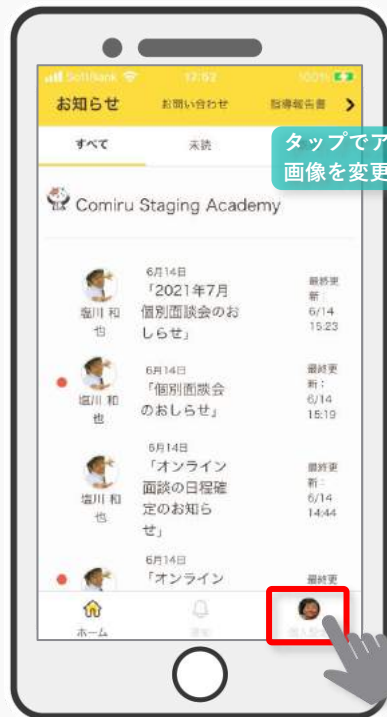 SoftBank 17:52 100%
お知らせ お問い合わせ 指導報告書
すべて 未読
タップでア
画像を変更
Comiru Staging Academy
6月14日
「2021年7月
個別面談会のお
しらせ」
塩川 和
也
最終更
新:
6/14
15:23
6月14日
「個別面談会
のおしらせ」
塩川 和
也
最終更
新:
6/14
15:19
6月14日
「オンライン
面談の日程確
定のお知ら
せ」
塩川 和
也
最終更
新:
6/14
14:44
6月14日
「オンライン
最終更
ホーム